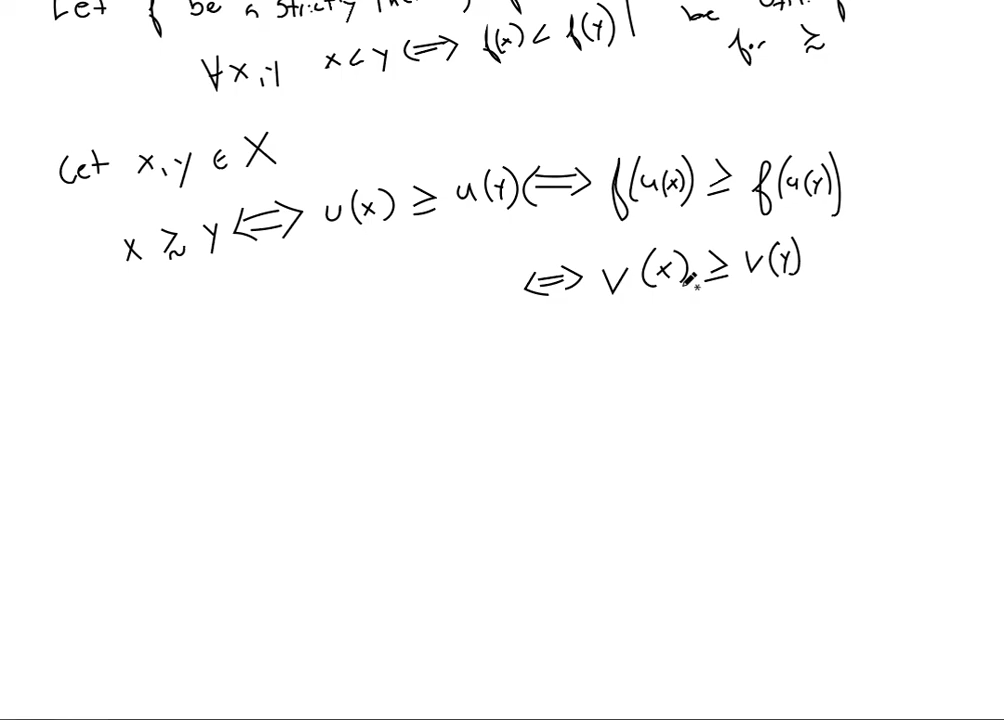 Let f be a strictly
be
∀x,y x < y ⟺ f(x) < f(y) for ≿
Let x,y ∈ X
x ≿ y ⟺ u(x) ≥ u(y) ⟺ f(u(x)) ≥ f(u(y))
⟺ V(x) ≥ V(y)